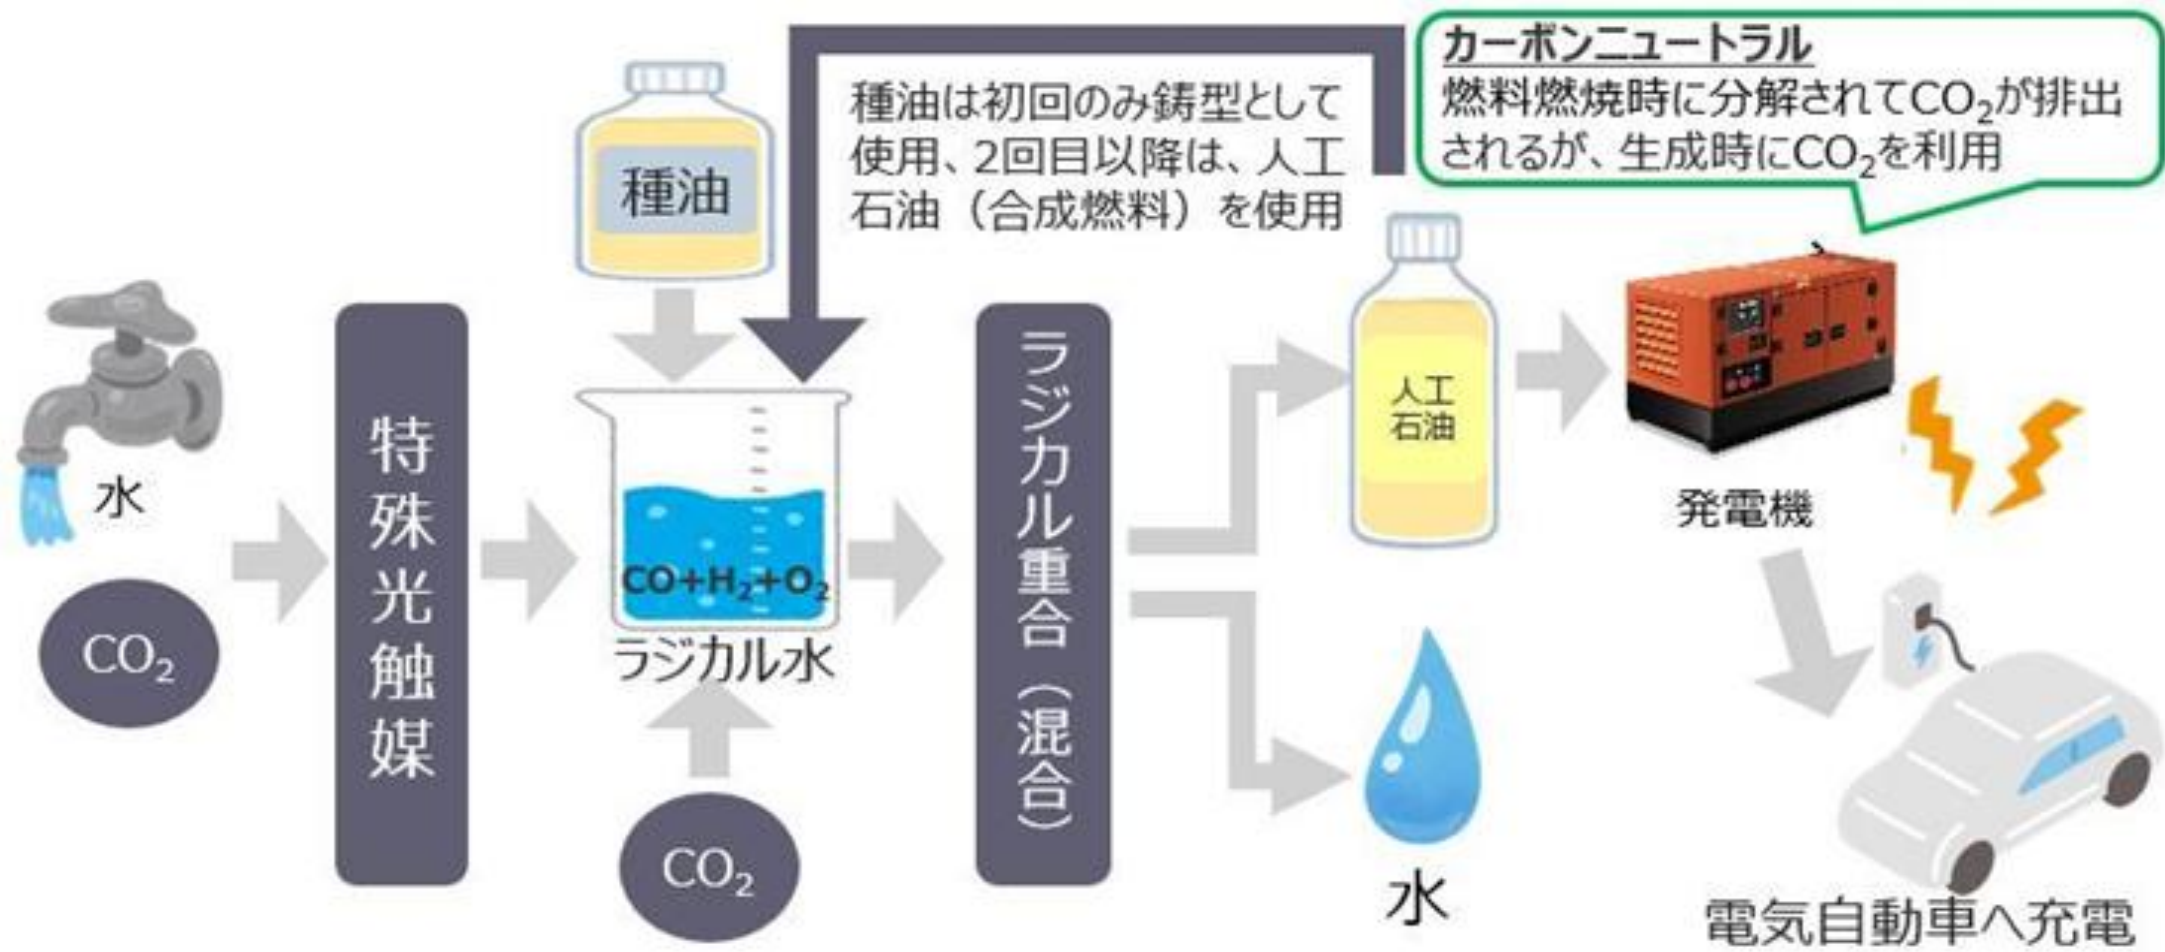 カーボンニュートラル
燃料燃焼時に分解されてCO₂が排出
されるが、生成時にCO₂を利用
種油は初回のみ鋳型として
使用、2回目以降は、人工
石油（合成燃料）を使用
種油
水
CO₂
特殊光触媒
CO+H₂+O₂
ラジカル水
CO₂
ラジカル重合（混合）
人工
石油
発電機
水
電気自動車へ充電